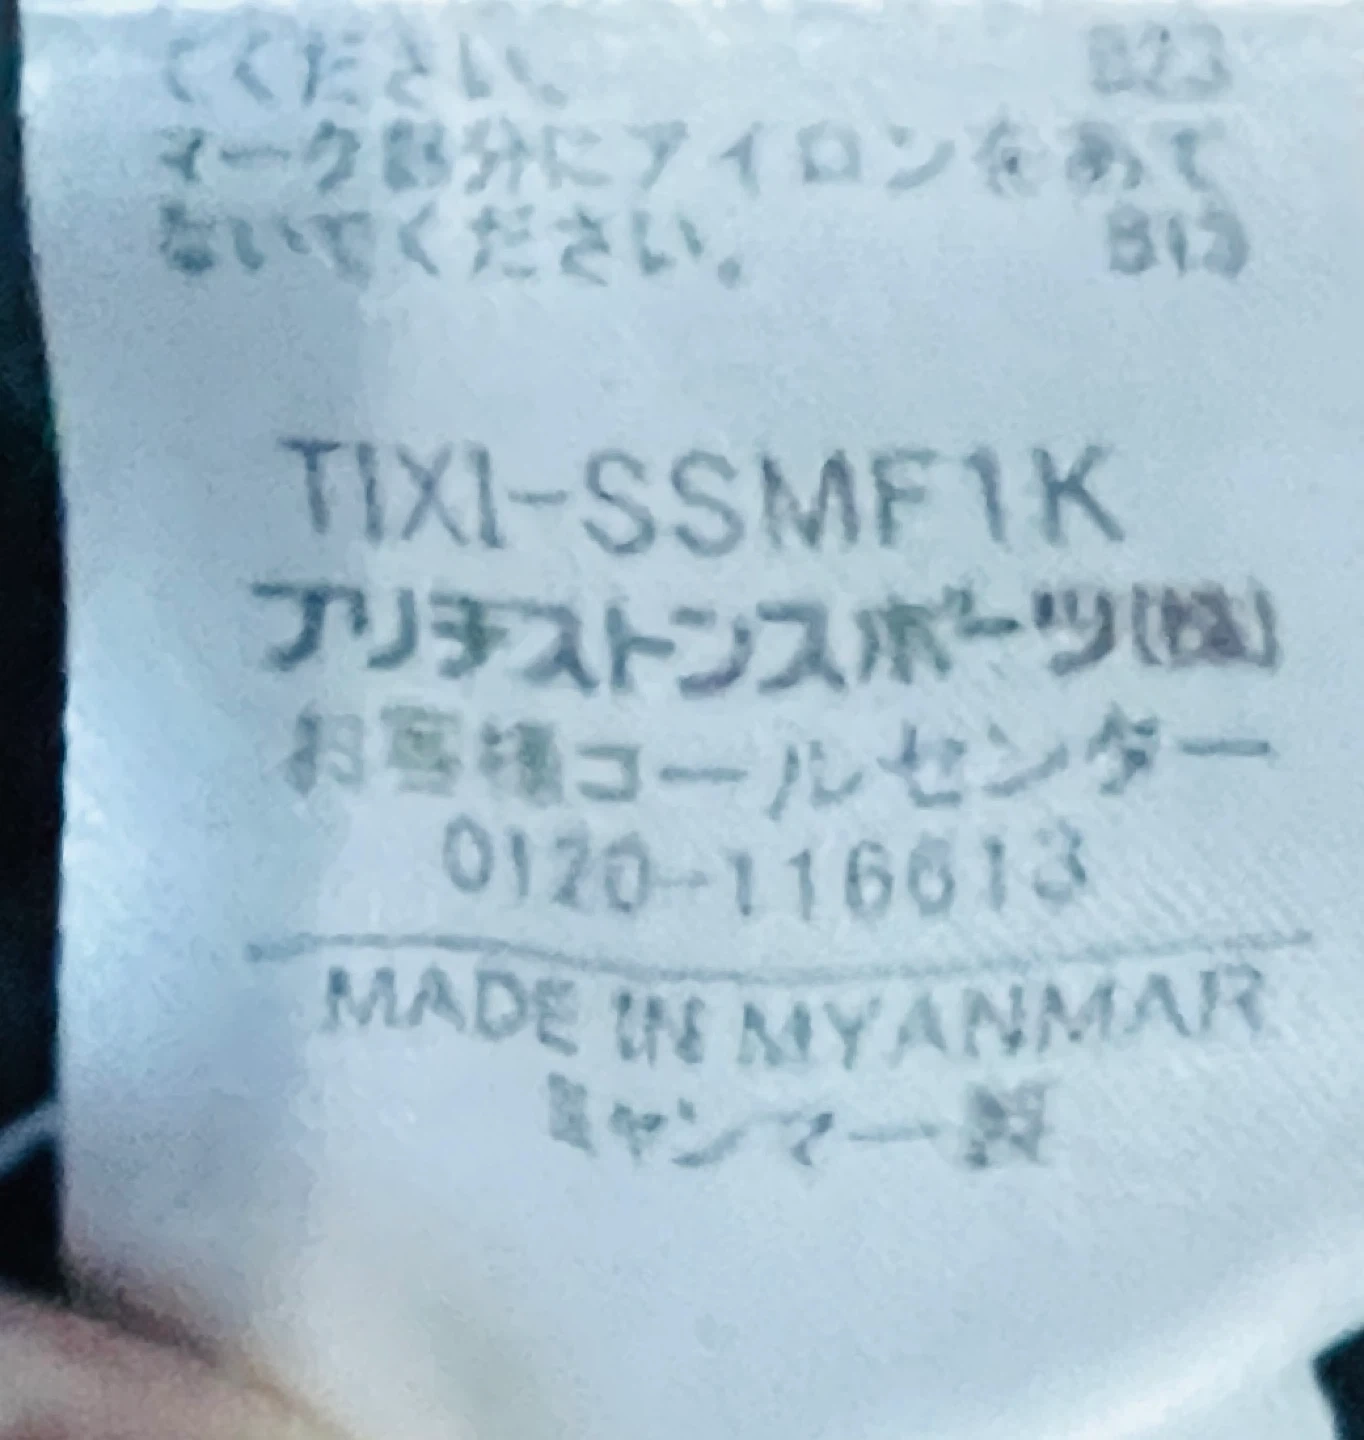 てください。 B23
マーク部分にアイロンをあて
ないでください。 B13
TIXI-SSMF1K
ブリヂストンスポーツ(株)
お客様コールセンター
0120-116613
MADE IN MYANMAR
ミャンマー製